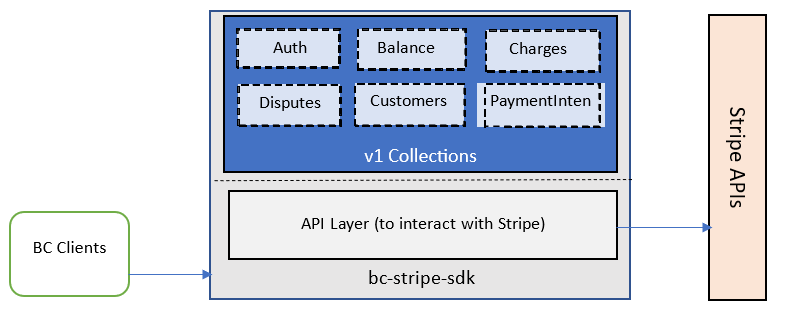 Auth
Balance
Charges
Disputes
Customers
PaymentInten
v1 Collections
API Layer (to interact with Stripe)
bc-stripe-sdk
BC Clients
Stripe APIs